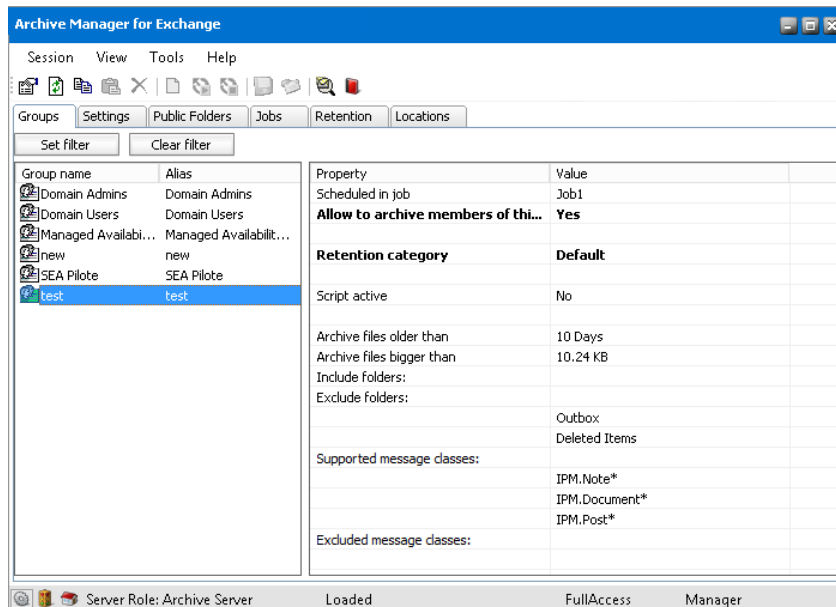 Archive Manager for Exchange
Session View Tools Help
Groups Settings Public Folders Jobs Retention Locations
Set filter Clear filter
Group name Alias Property Value
Domain Admins Domain Admins Scheduled in job Job1
Domain Users Domain Users Allow to archive members of thi... Yes
Managed Availabi... Managed Availabilit...
new new Retention category Default
SEA Pilote SEA Pilote
test test Script active No
Archive files older than 10 Days
Archive files bigger than 10.24 KB
Include folders:
Exclude folders:
Outbox
Deleted Items
Supported message classes:
IPM.Note*
IPM.Document*
IPM.Post*
Excluded message classes:
Server Role: Archive Server Loaded FullAccess Manager